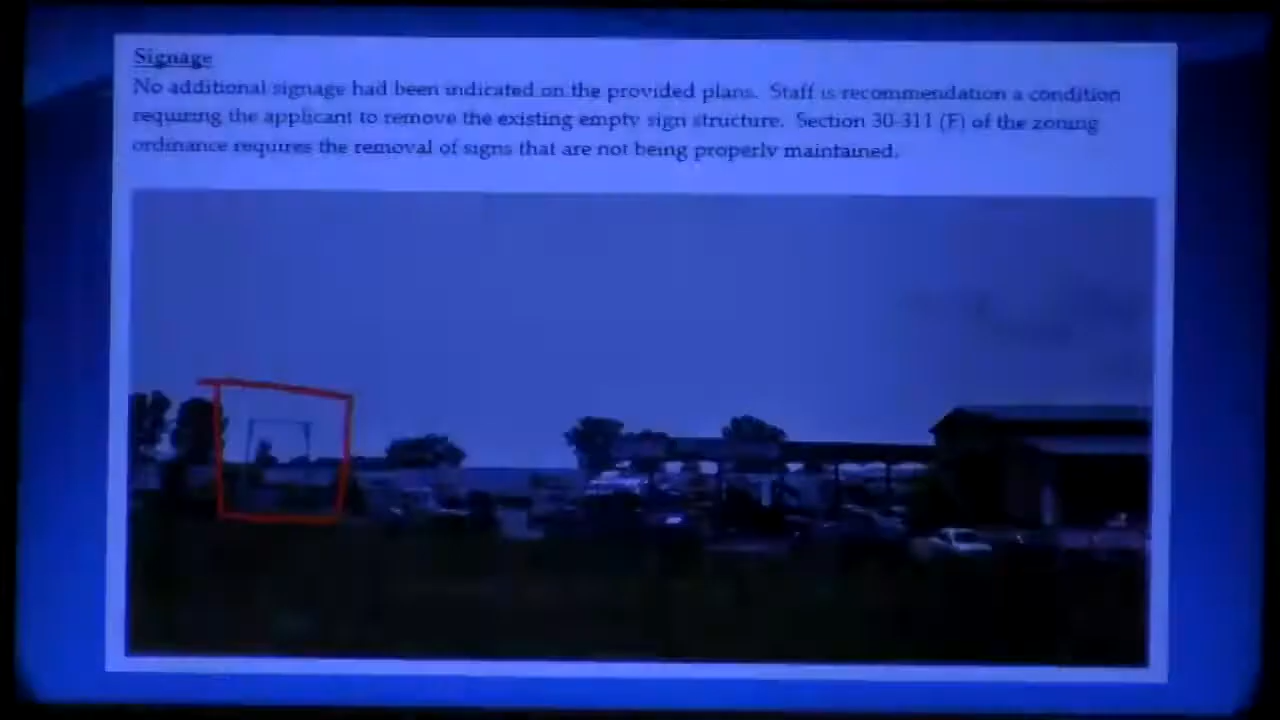 Signage
No additional signage had been indicated on the provided plans. Staff is recommendation a condition
requiring the applicant to remove the existing empty sign structure. Section 30-311 (F) of the zoning
ordinance requires the removal of signs that are not being properly maintained.